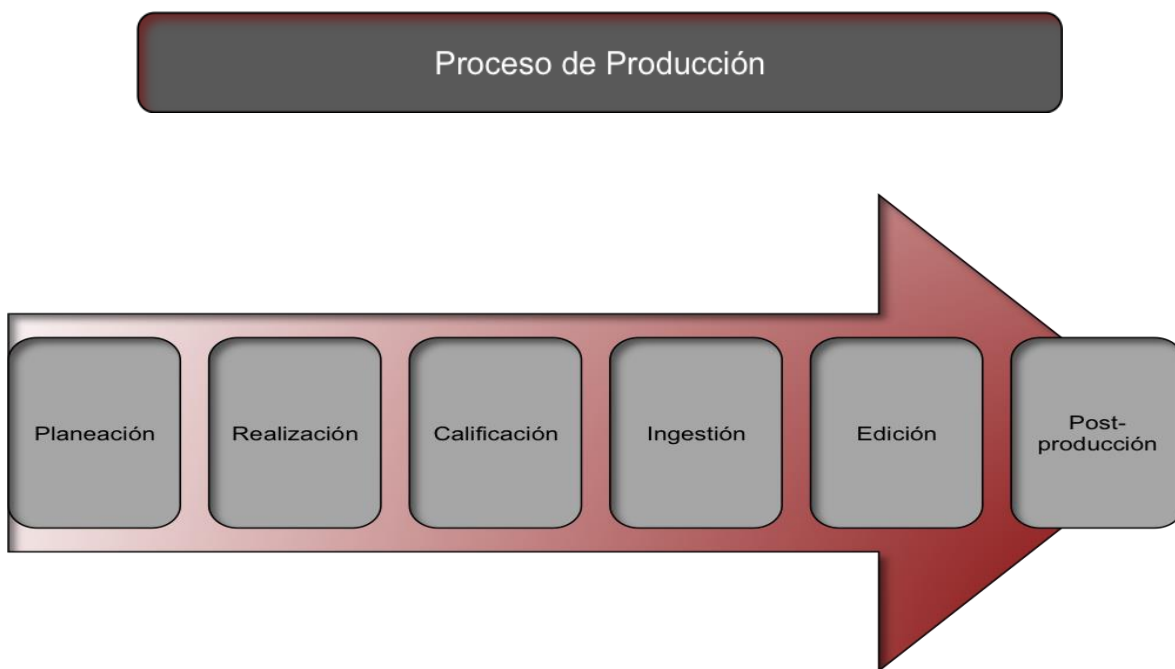 Proceso de Producción
Planeación
Realización
Calificación
Ingestión
Edición
Post-
producción